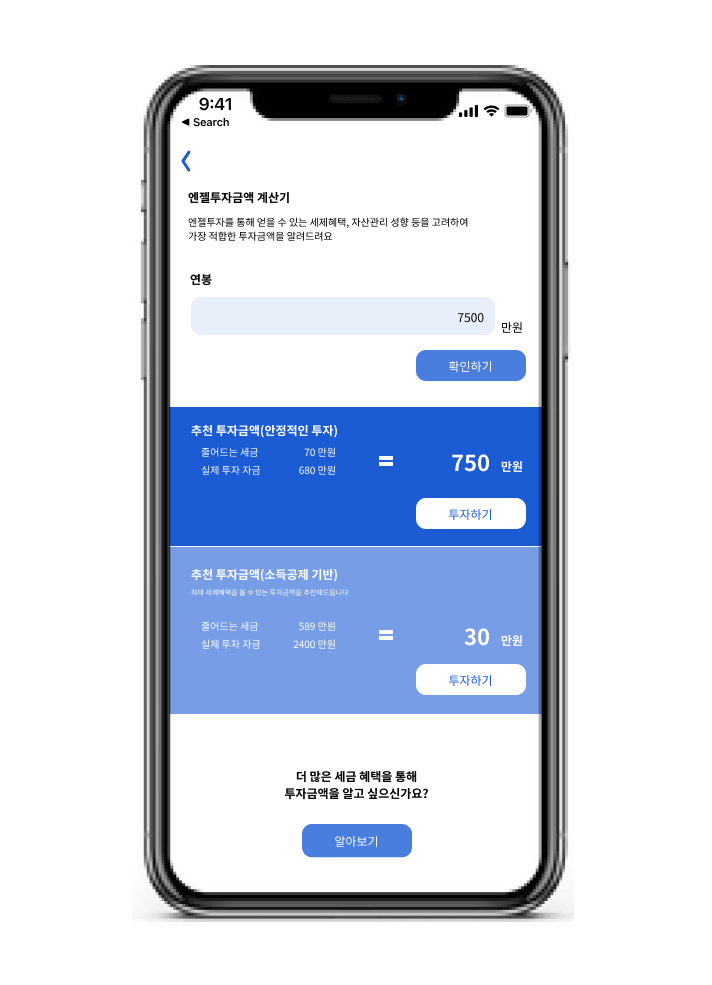 9:41
◀ Search
엔젤투자금액 계산기
엔젤투자를 통해 얻을 수 있는 세제혜택, 자산관리 성향 등을 고려하여
가장 적합한 투자금액을 알려드려요
연봉
7500 만원
확인하기
추천 투자금액(안정적인 투자)
줄어드는 세금 70 만원
실제 투자 자금 680 만원
= 750 만원
투자하기
추천 투자금액(소득공제 기반)
최대 세제혜택을 볼 수 있는 투자금액을 추천해드립니다
줄어드는 세금 589 만원
실제 투자 자금 2400 만원
= 30 만원
투자하기
더 많은 세금 혜택을 통해
투자금액을 알고 싶으신가요?
알아보기